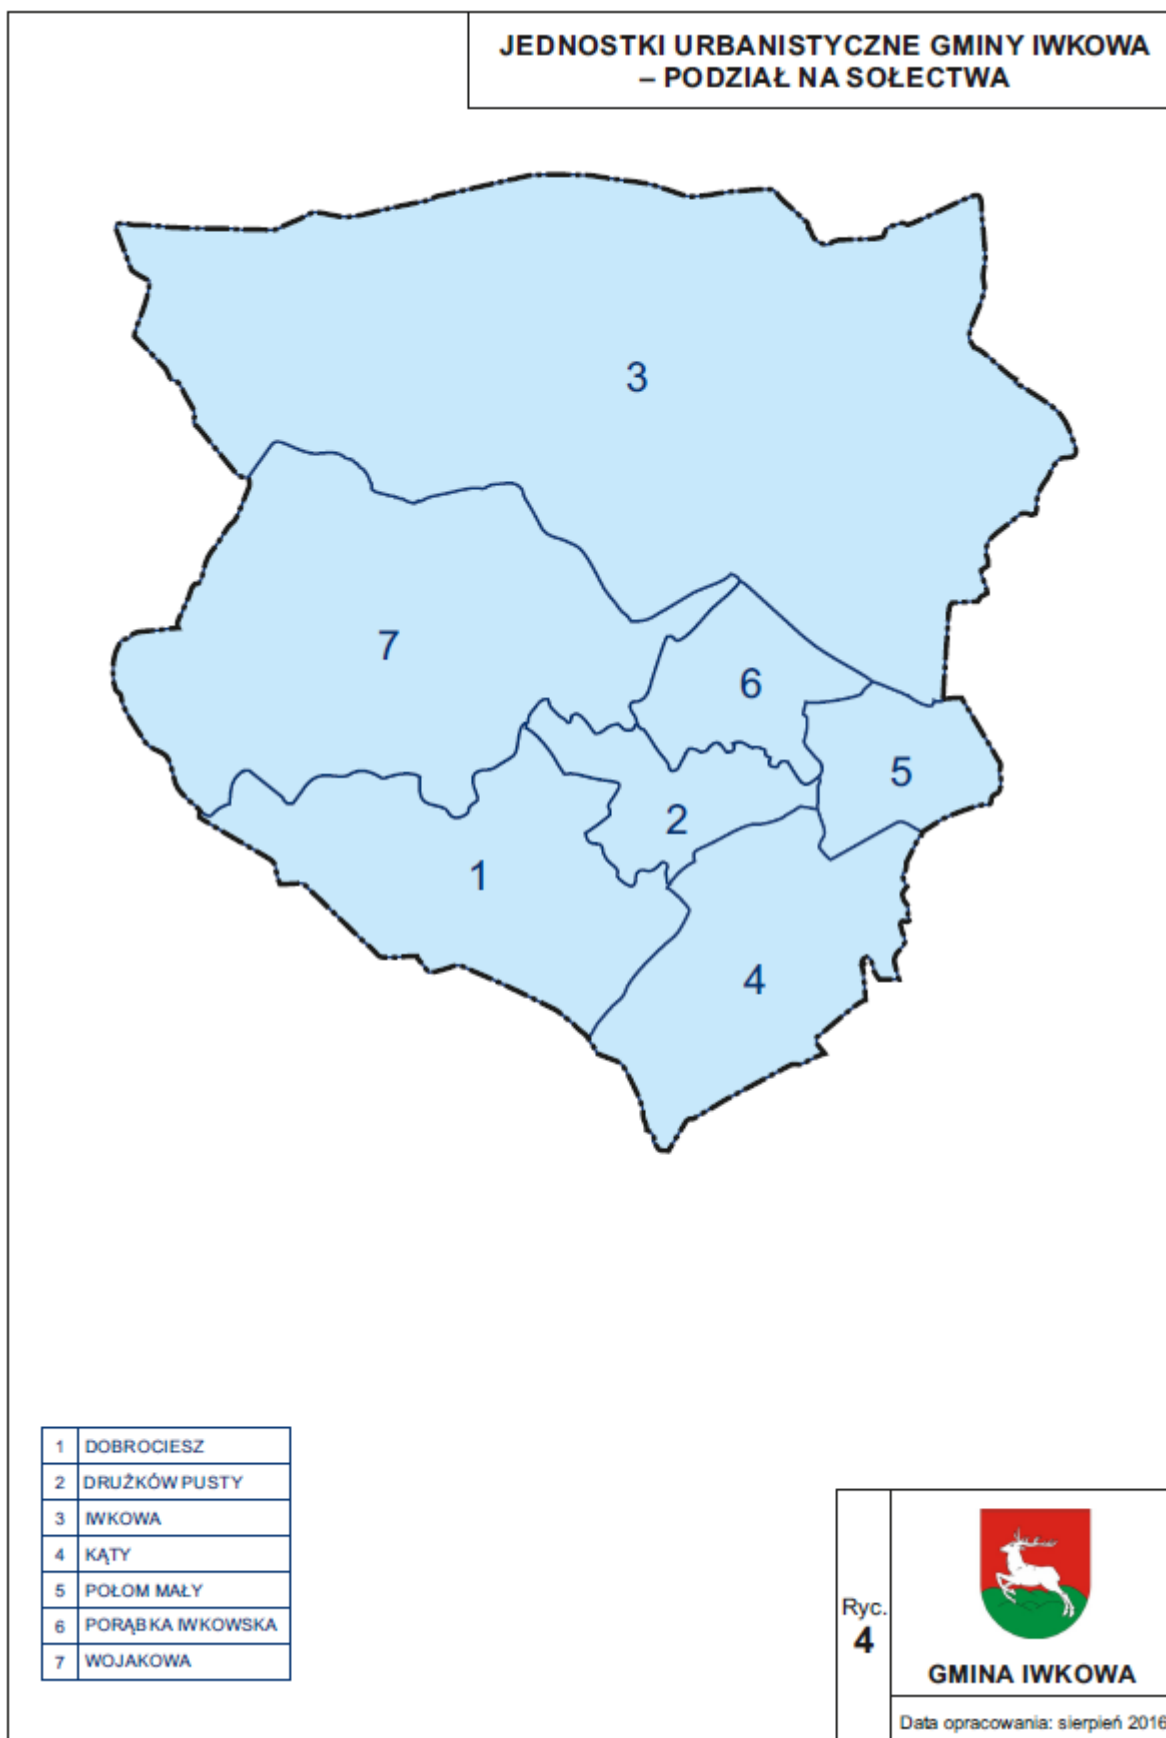 JEDNOSTKI URBANISTYCZNE GMINY IWKOWA
– PODZIAŁ NA SOŁECTWA
3
7
6
5
2
1
4
1 DOBROCIESZ
2 DRUŻKÓW PUSTY
3 IWKOWA
4 KĄTY
5 POŁOM MAŁY
6 PORĄBKA IWKOWSKA
7 WOJAKOWA
Ryc.
4
GMINA IWKOWA
Data opracowania: sierpień 2016